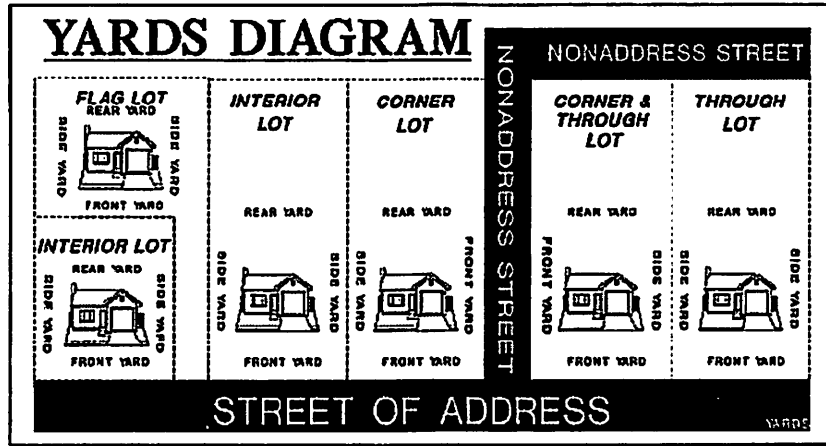 YARDS DIAGRAM
NONADDRESS STREET
NONADDRESS STREET
FLAG LOT
REAR YARD
SIDE YARD
SIDE YARD
FRONT YARD
INTERIOR LOT
REAR YARD
SIDE YARD
SIDE YARD
FRONT YARD
INTERIOR
LOT
REAR YARD
SIDE YARD
SIDE YARD
FRONT YARD
CORNER
LOT
REAR YARD
SIDE YARD
FRONT YARD
FRONT YARD
CORNER &
THROUGH
LOT
REAR YARD
FRONT YARD
SIDE YARD
FRONT YARD
THROUGH
LOT
REAR YARD
SIDE YARD
SIDE YARD
FRONT YARD
STREET OF ADDRESS
YARDS